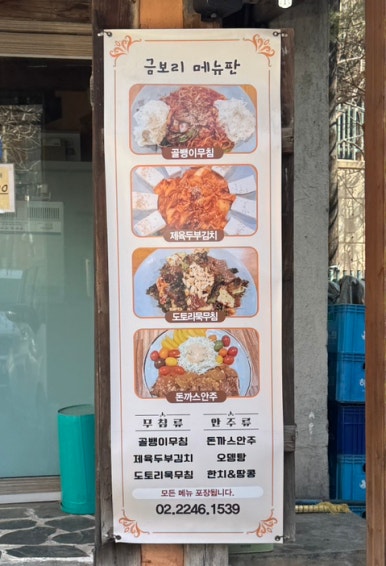 금보리 메뉴판
골뱅이무침
제육두부김치
도토리묵무침
돈까스안주
무침류 안주류
골뱅이무침 돈까스안주
제육두부김치 오뎅탕
도토리묵무침 한치&땅콩
모든 메뉴 포장됩니다.
02.2246.1539